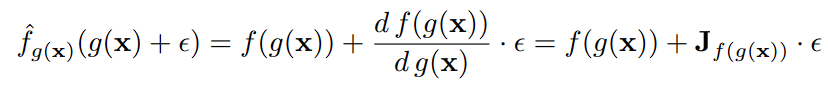 $\hat{f}_{g(\mathbf{x})}(g(\mathbf{x}) + \epsilon) = f(g(\mathbf{x})) + \frac{d\,f(g(\mathbf{x}))}{d\,g(\mathbf{x})} \cdot \epsilon = f(g(\mathbf{x})) + \mathbf{J}_{f(g(\mathbf{x}))} \cdot \epsilon$